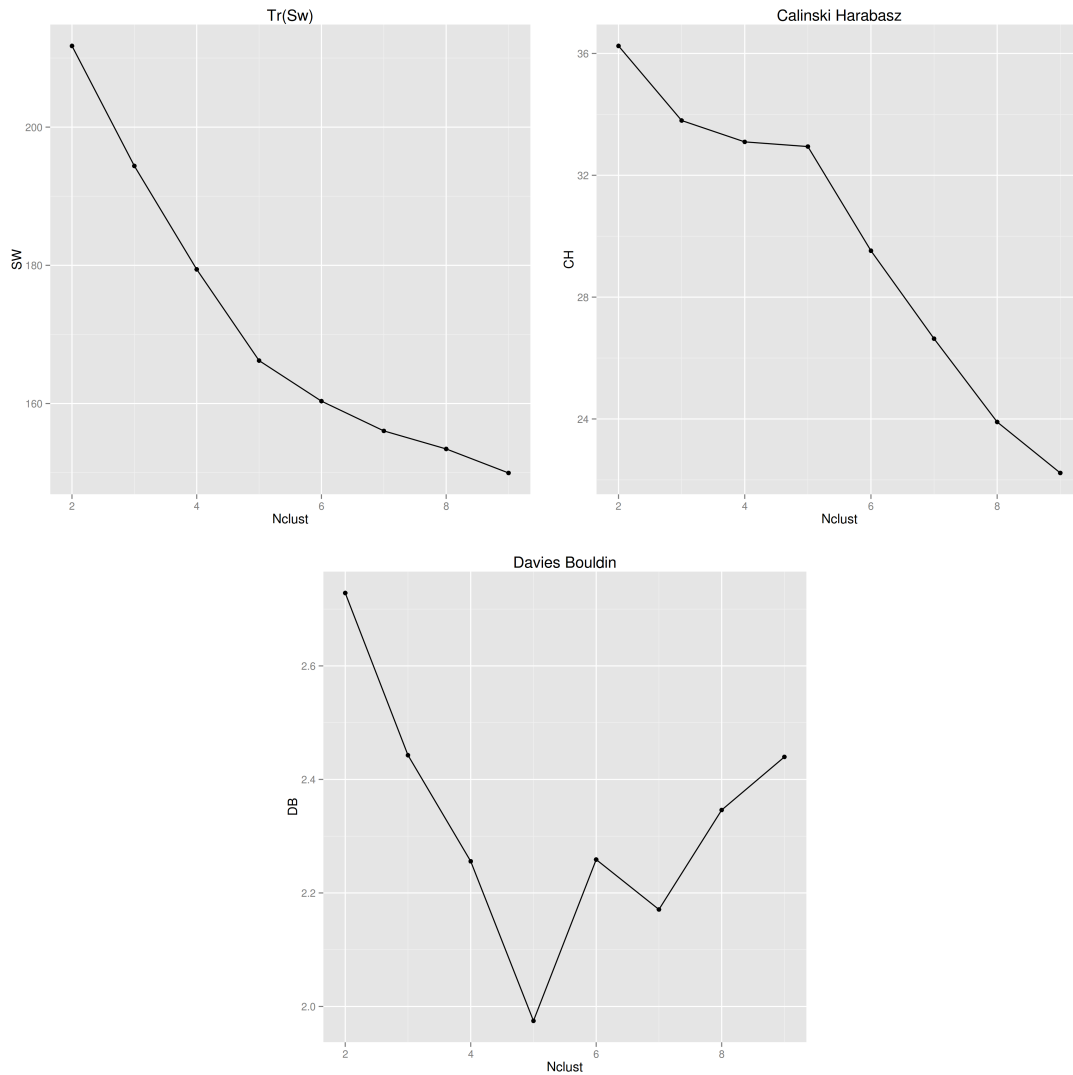 Tr(Sw)
SW
200
180
160
2 4 6 8
Nclust
Calinski Harabasz
CH
36
32
28
24
2 4 6 8
Nclust
Davies Bouldin
DB
2.6
2.4
2.2
2.0
2 4 6 8
Nclust